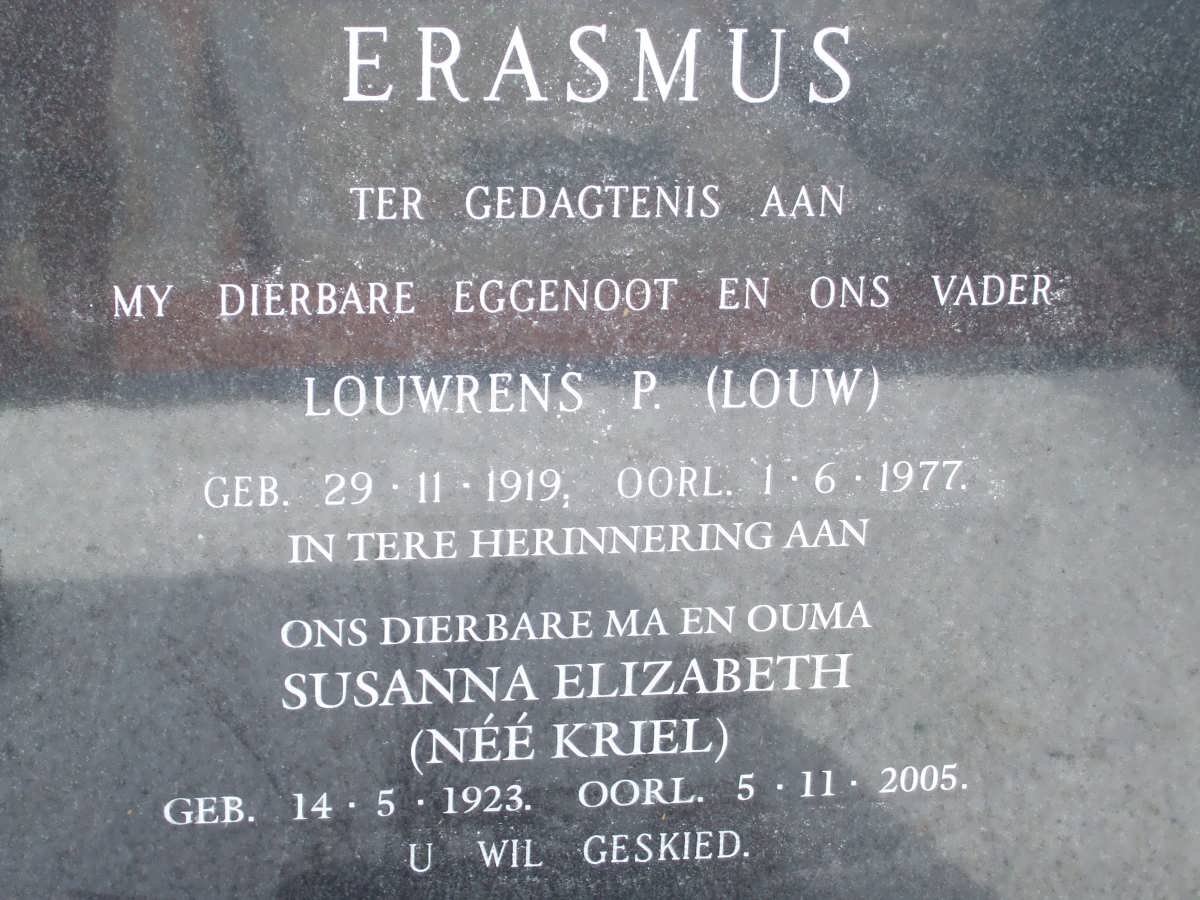 ERASMUS
TER GEDAGTENIS AAN
MY DIERBARE EGGENOOT EN ONS VADER
LOUWRENS P. (LOUW)
GEB. 29 · 11 · 1919; OORL. 1 · 6 · 1977.
IN TERE HERINNERING AAN
ONS DIERBARE MA EN OUMA
SUSANNA ELIZABETH
(NÉÉ KRIEL)
GEB. 14 · 5 · 1923. OORL. 5 · 11 · 2005.
U WIL GESKIED.